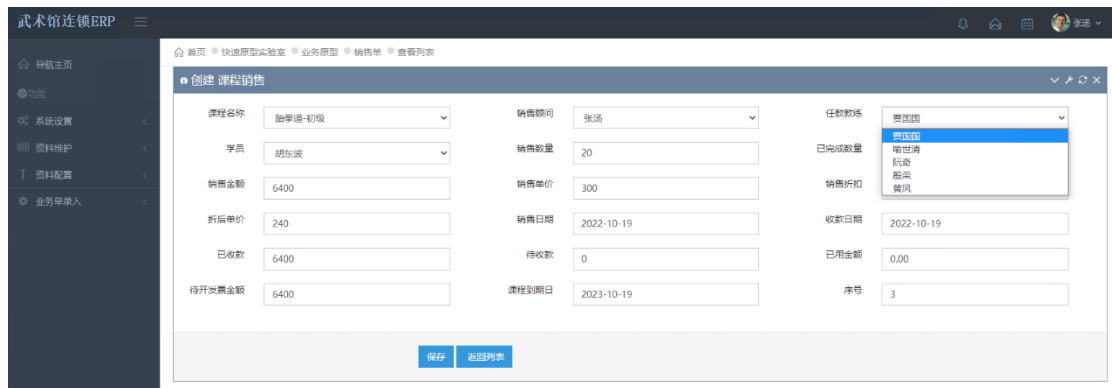 武术馆连锁ERP
张汤
导航主页
功能
系统设置
资料维护
资料配置
业务单录入
首页 快速原型实验室 业务原型 销售单 查看列表
创建 课程销售
课程名称 跆拳道-初级 销售顾问 张汤 任教教练 贾国国
贾国国
喻世清
阮奇
殷荣
黄风
学员 胡东波 销售数量 20 已完成数量
销售金额 6400 销售单价 300 销售折扣
折后单价 240 销售日期 2022-10-19 收款日期 2022-10-19
已收款 6400 待收款 0 已用金额 0.00
待开发票金额 6400 课程到期日 2023-10-19 序号 3
保存 返回列表